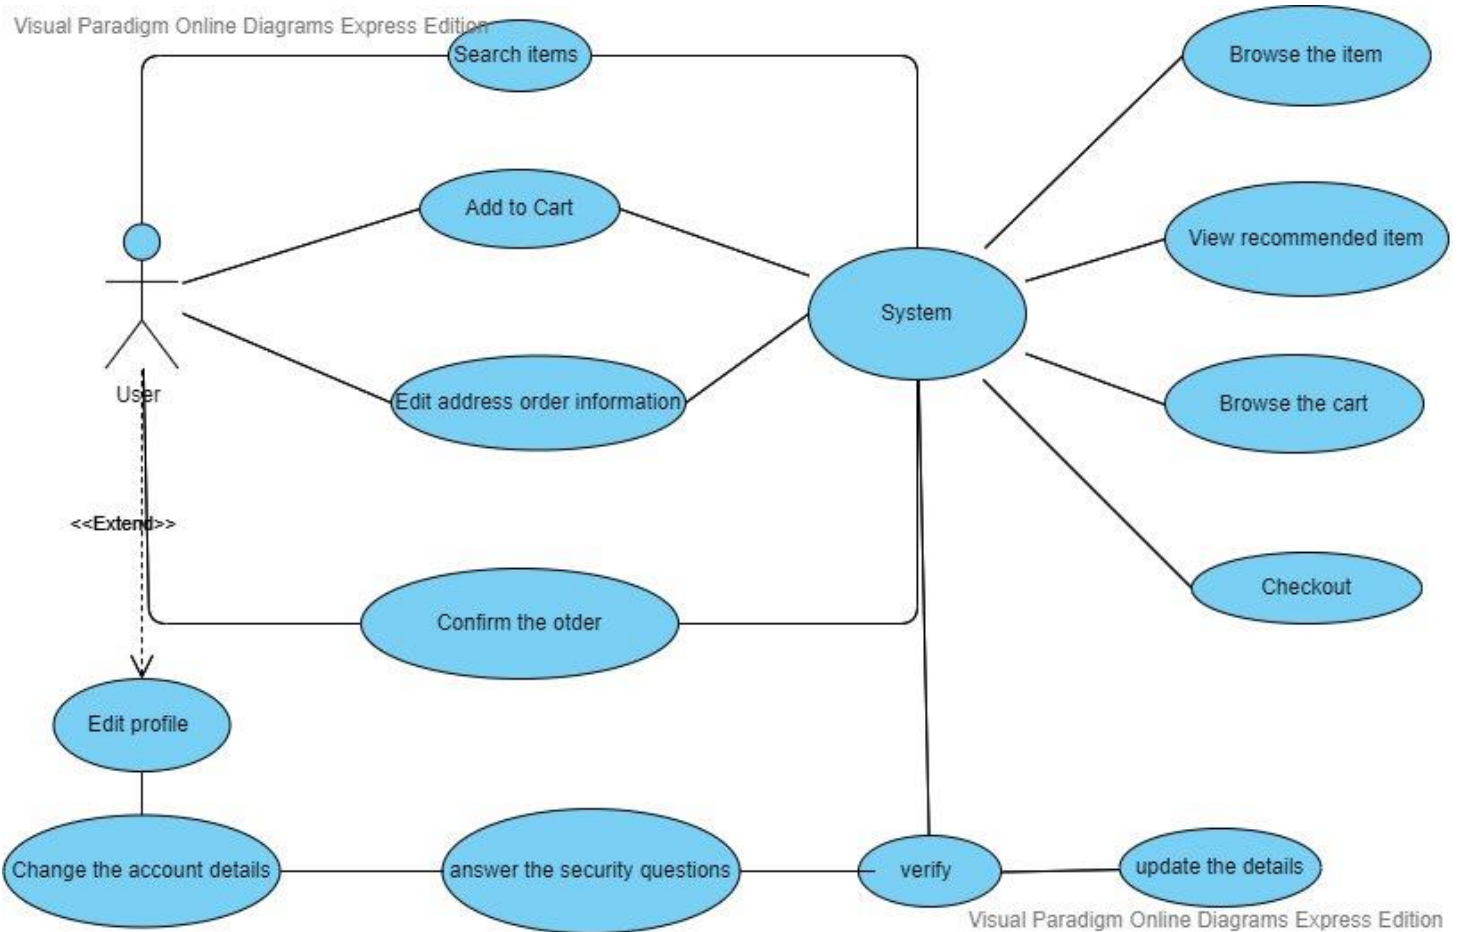 Visual Paradigm Online Diagrams Express Edition
Search items
Browse the item
Add to Cart
View recommended item
System
User
Edit address order information
Browse the cart
<<Extend>>
Checkout
Confirm the otder
Edit profile
Change the account details
answer the security questions
verify
update the details
Visual Paradigm Online Diagrams Express Edition